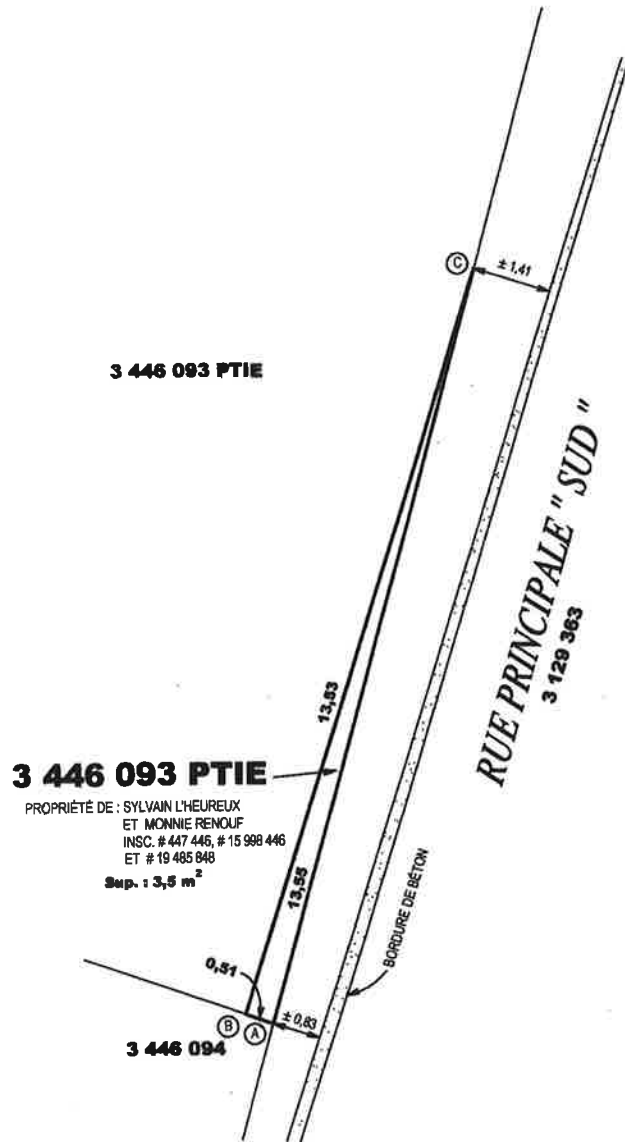 C
± 1,41
3 446 093 PTIE
RUE PRINCIPALE " SUD "
3 129 363
13,53
3 446 093 PTIE
PROPRIÉTÉ DE : SYLVAIN L'HEUREUX
ET MONNIE RENOUF
INSC. # 447 446, # 15 998 446
ET # 19 485 848
Sup. : 3,5 m²
13,55
BORDURE DE BÉTON
0,51
± 0,83
B
A
3 446 094